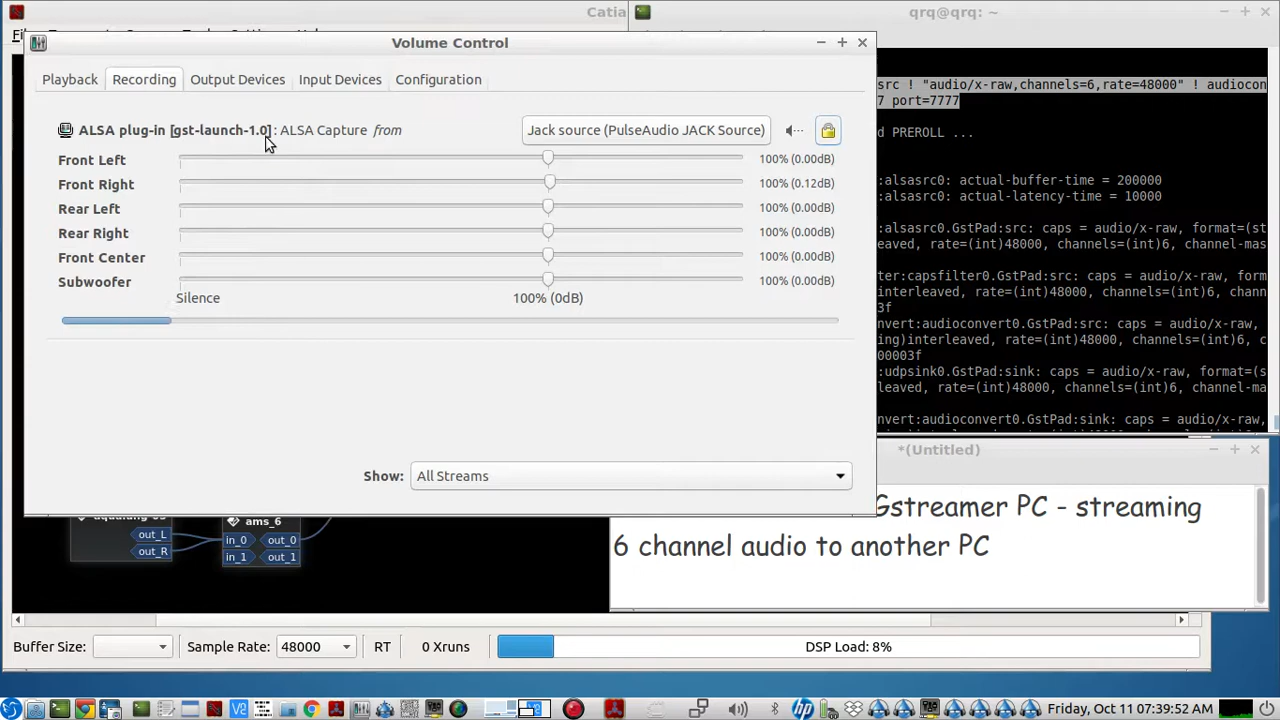 Catia
qrq@qrq: ~
Volume Control
Playback Recording Output Devices Input Devices Configuration
src ! "audio/x-raw,channels=6,rate=48000" ! audiocon
7 port=7777
ALSA plug-in [gst-launch-1.0]: ALSA Capture from Jack source (PulseAudio JACK Source)
d PREROLL ...
Front Left 100% (0.00dB)
Front Right 100% (0.12dB)
:alsasrc0: actual-buffer-time = 200000
:alsasrc0: actual-latency-time = 10000
Rear Left 100% (0.00dB)
Rear Right 100% (0.00dB)
:alsasrc0.GstPad:src: caps = audio/x-raw, format=(st
eaved, rate=(int)48000, channels=(int)6, channel-mas
Front Center 100% (0.00dB)
Subwoofer 100% (0.00dB)
ter:capsfilter0.GstPad:src: caps = audio/x-raw, form
interleaved, rate=(int)48000, channels=(int)6, chann
3f
Silence 100% (0dB)
nvert:audioconvert0.GstPad:src: caps = audio/x-raw,
ing)interleaved, rate=(int)48000, channels=(int)6, c
00003f
:udpsink0.GstPad:sink: caps = audio/x-raw, format=(s
eaved, rate=(int)48000, channels=(int)6, channel-mas
nvert:audioconvert0.GstPad:sink: caps = audio/x-raw,
*(Untitled)
Show: All Streams
Gstreamer PC - streaming
6 channel audio to another PC
ams_6
out_L in_0 out_0
out_R in_1 out_1
Buffer Size: Sample Rate: 48000 RT 0 Xruns DSP Load: 8%
Friday, Oct 11 07:39:52